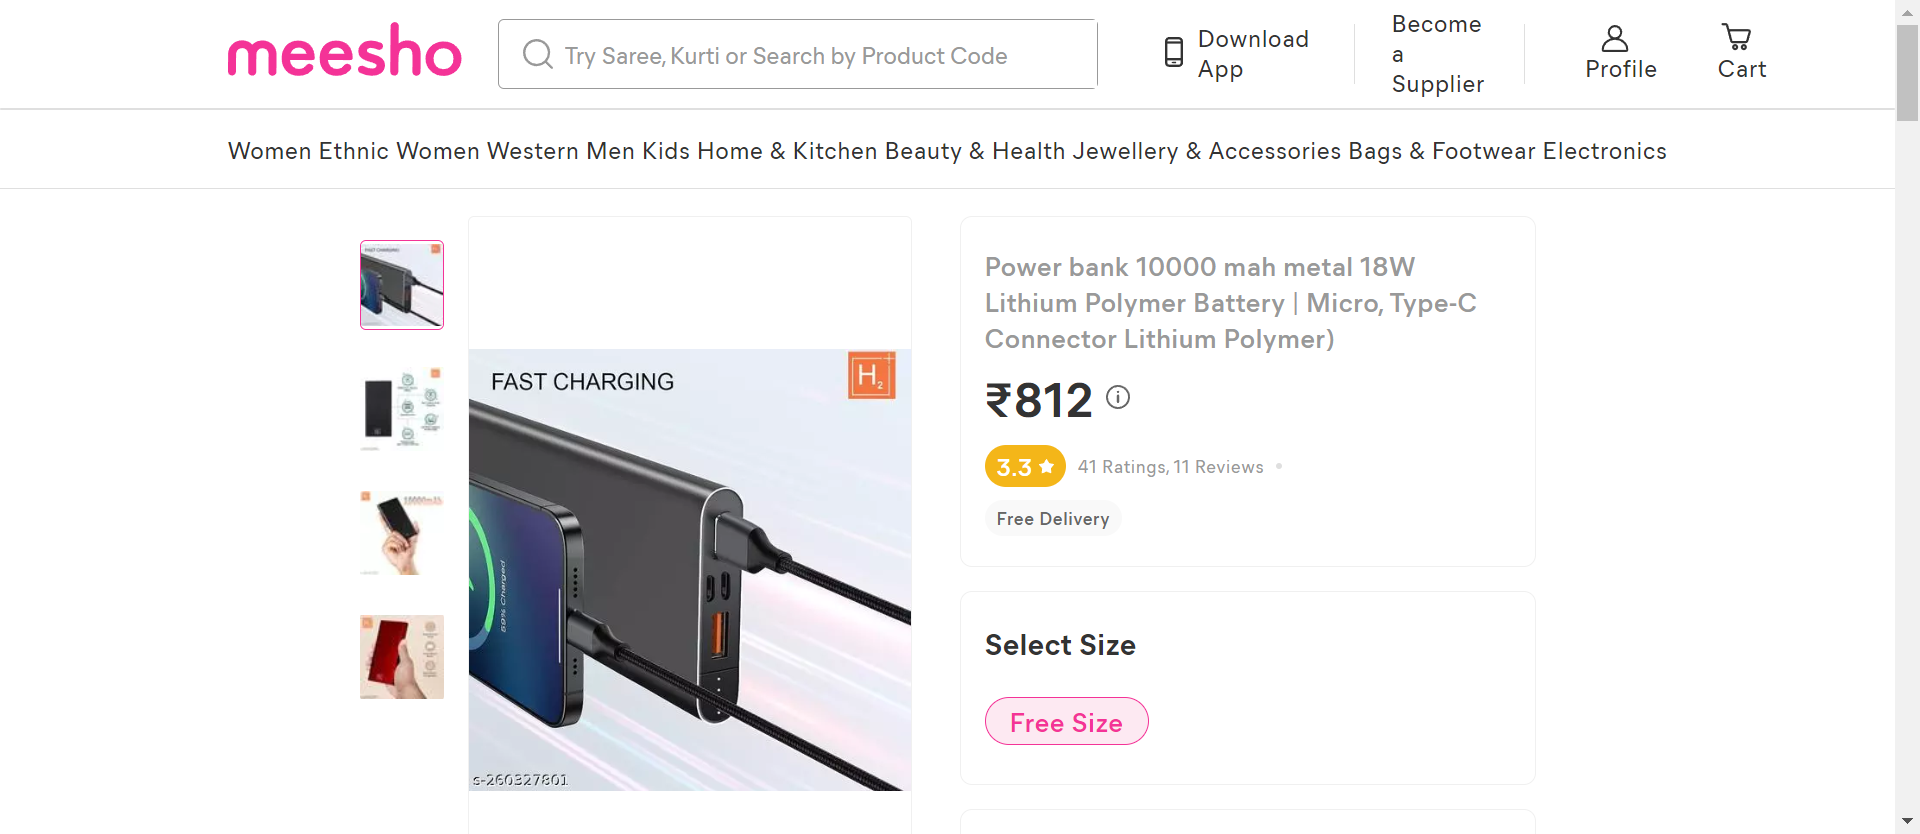 meesho
Try Saree, Kurti or Search by Product Code
Download
App
Become
a
Supplier
Profile
Cart
Women Ethnic Women Western Men Kids Home & Kitchen Beauty & Health Jewellery & Accessories Bags & Footwear Electronics
FAST CHARGING
H2
50% Charged
s-260327801
Power bank 10000 mah metal 18W
Lithium Polymer Battery | Micro, Type-C
Connector Lithium Polymer)
₹812
3.3
41 Ratings, 11 Reviews
Free Delivery
Select Size
Free Size